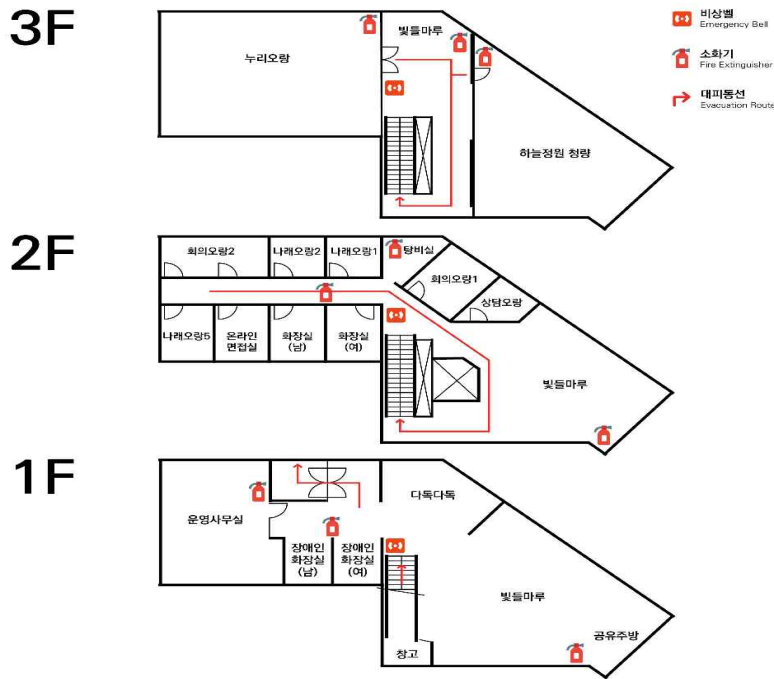 3F
누리오랑
빛들마루
하늘정원 청량
비상벨
Emergency Bell
소화기
Fire Extinguisher
대피동선
Evacuation Route
2F
회의오랑2
나래오랑2
나래오랑1
탕비실
회의오랑1
상담오랑
나래오랑5
온라인
면접실
화장실
(남)
화장실
(여)
빛들마루
1F
운영사무실
다독다독
장애인
화장실
(남)
장애인
화장실
(여)
빛들마루
공유주방
창고